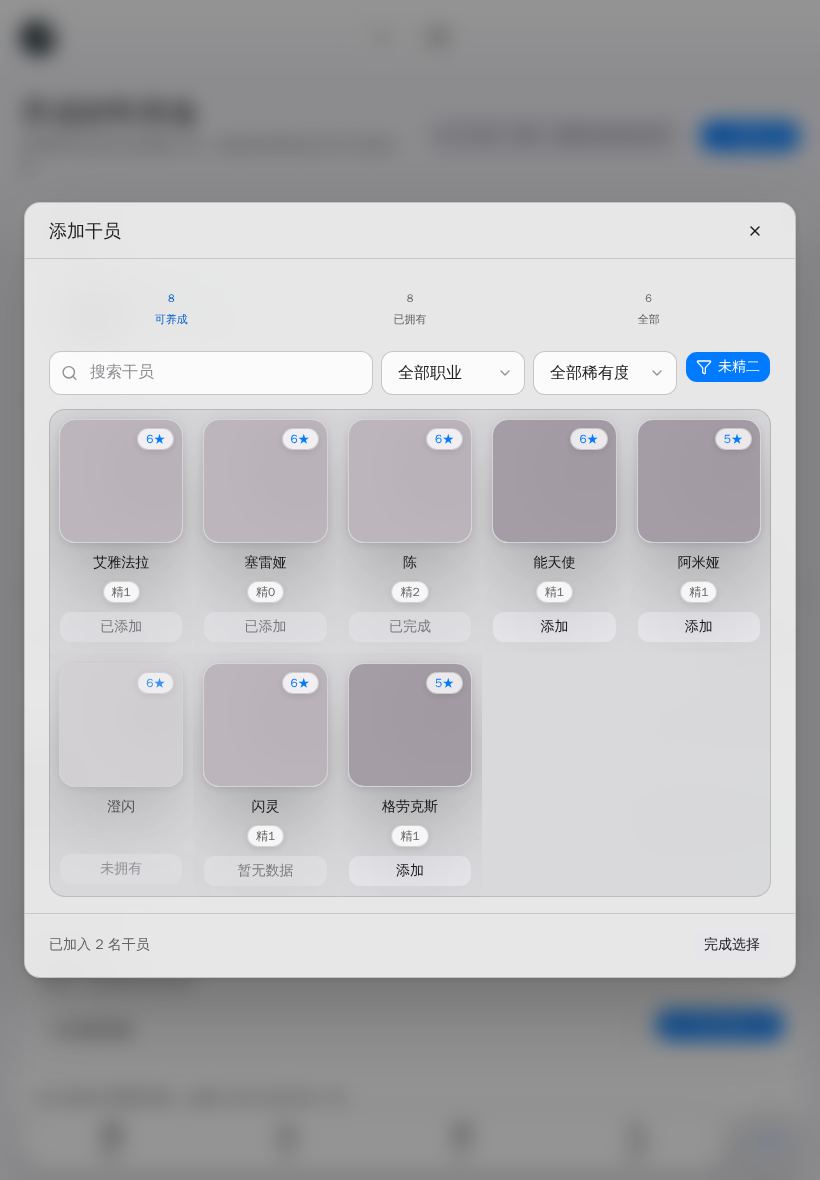 添加干员
8
可养成
8
已拥有
6
全部
搜索干员
全部职业
全部稀有度
未精二
6★
6★
6★
6★
5★
艾雅法拉
塞雷娅
陈
能天使
阿米娅
精1
精0
精2
精1
精1
已添加
已添加
已完成
添加
添加
6★
6★
5★
澄闪
闪灵
格劳克斯
精1
精1
未拥有
暂无数据
添加
已加入 2 名干员
完成选择